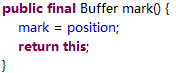 public final Buffer mark() {
    mark = position;
    return this;
}